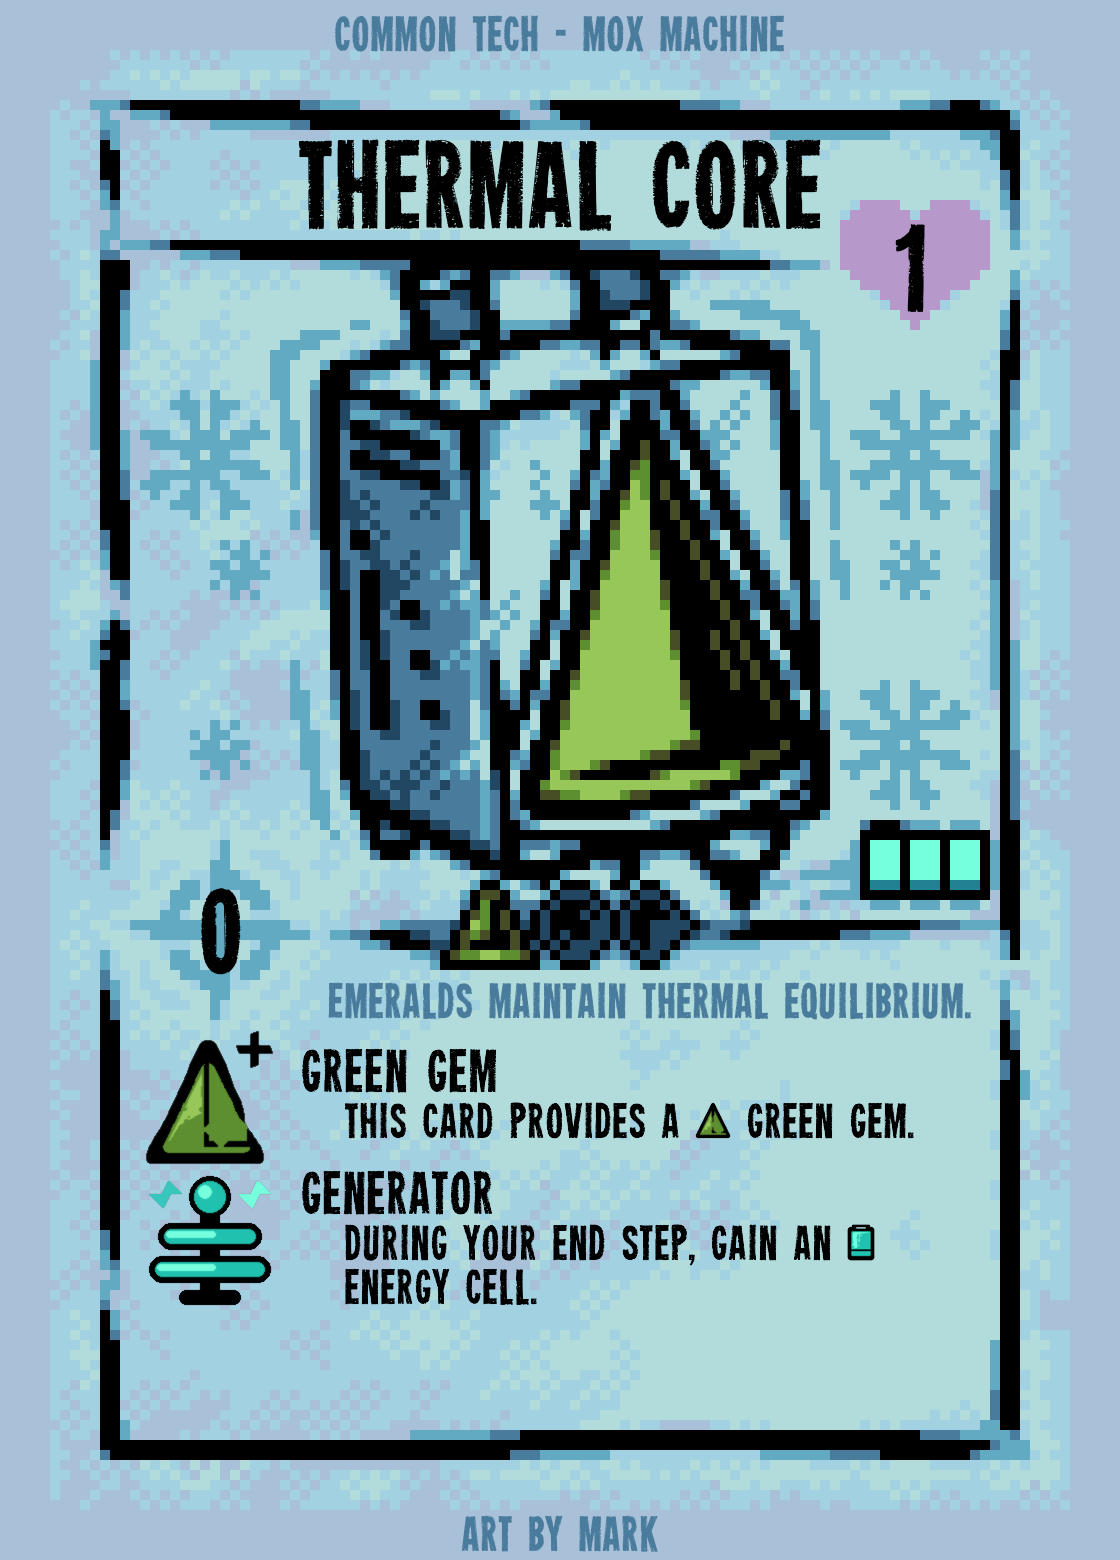 COMMON TECH - MOX MACHINE
THERMAL CORE
1
0
EMERALDS MAINTAIN THERMAL EQUILIBRIUM.
GREEN GEM
THIS CARD PROVIDES A GREEN GEM.
GENERATOR
DURING YOUR END STEP, GAIN AN
ENERGY CELL.
ART BY MARK